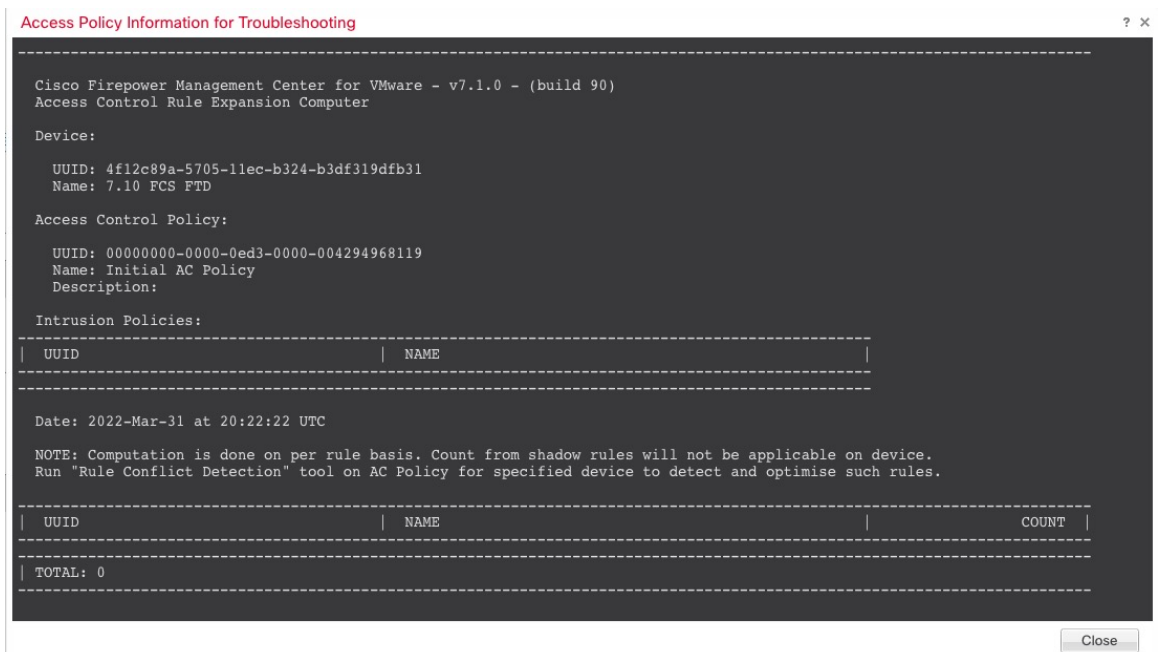 Access Policy Information for Troubleshooting ? ×
--------------------------------------------------------------------------------------------------------------------------
Cisco Firepower Management Center for VMware - v7.1.0 - (build 90)
Access Control Rule Expansion Computer
Device:
UUID: 4f12c89a-5705-11ec-b324-b3df319dfb31
Name: 7.10 FCS FTD
Access Control Policy:
UUID: 00000000-0000-0ed3-0000-004294968119
Name: Initial AC Policy
Description:
Intrusion Policies:
-------------------------------------------------------------------------------------------------
| UUID | NAME |
-------------------------------------------------------------------------------------------------
-------------------------------------------------------------------------------------------------
Date: 2022-Mar-31 at 20:22:22 UTC
NOTE: Computation is done on per rule basis. Count from shadow rules will not be applicable on device.
Run "Rule Conflict Detection" tool on AC Policy for specified device to detect and optimise such rules.
--------------------------------------------------------------------------------------------------------------------------
| UUID | NAME | COUNT |
--------------------------------------------------------------------------------------------------------------------------
--------------------------------------------------------------------------------------------------------------------------
| TOTAL: 0
--------------------------------------------------------------------------------------------------------------------------
Close